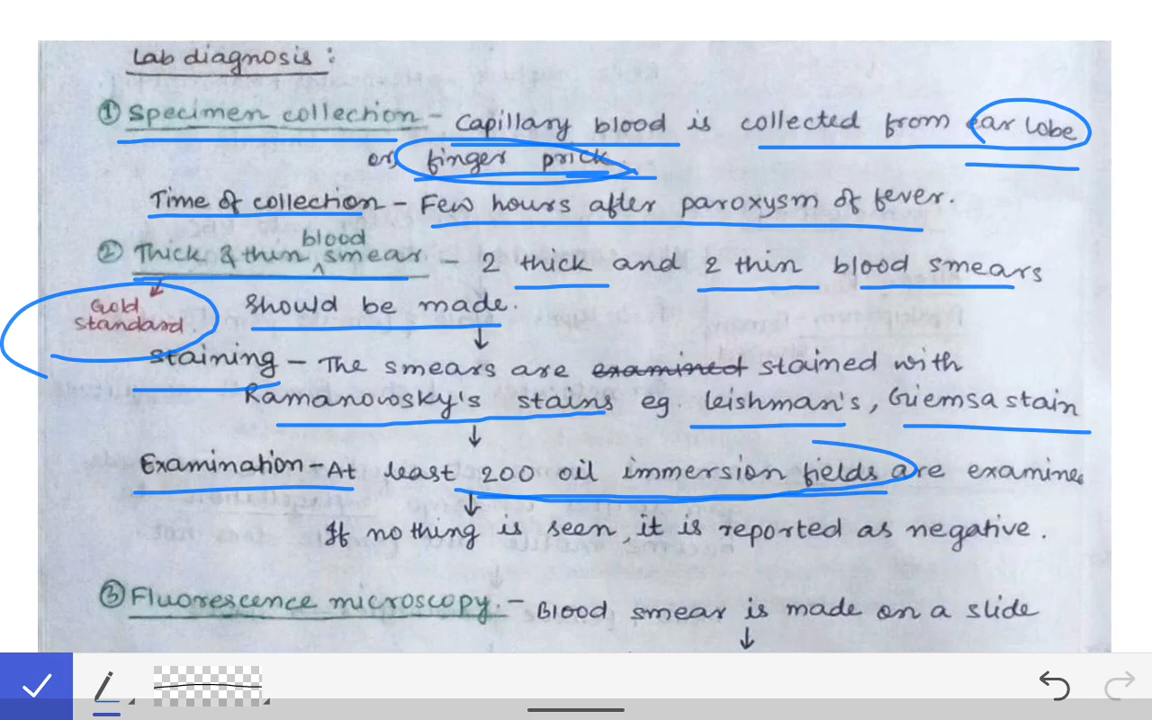 Lab diagnosis :
① Specimen collection - Capillary blood is collected from ear lobe
or finger prick
Time of collection - Few hours after paroxysm of fever.
② Thick & thin blood smear - 2 thick and 2 thin blood smears
Gold standard. should be made.
↓
Staining - The smears are examined stained with
Ramanowsky's stains eg. Leishman's, Giemsa stain
↓
Examination - At least 200 oil immersion fields are examine
↓
If nothing is seen, it is reported as negative.
③ Fluorescence microscopy. - Blood smear is made on a slide
↓